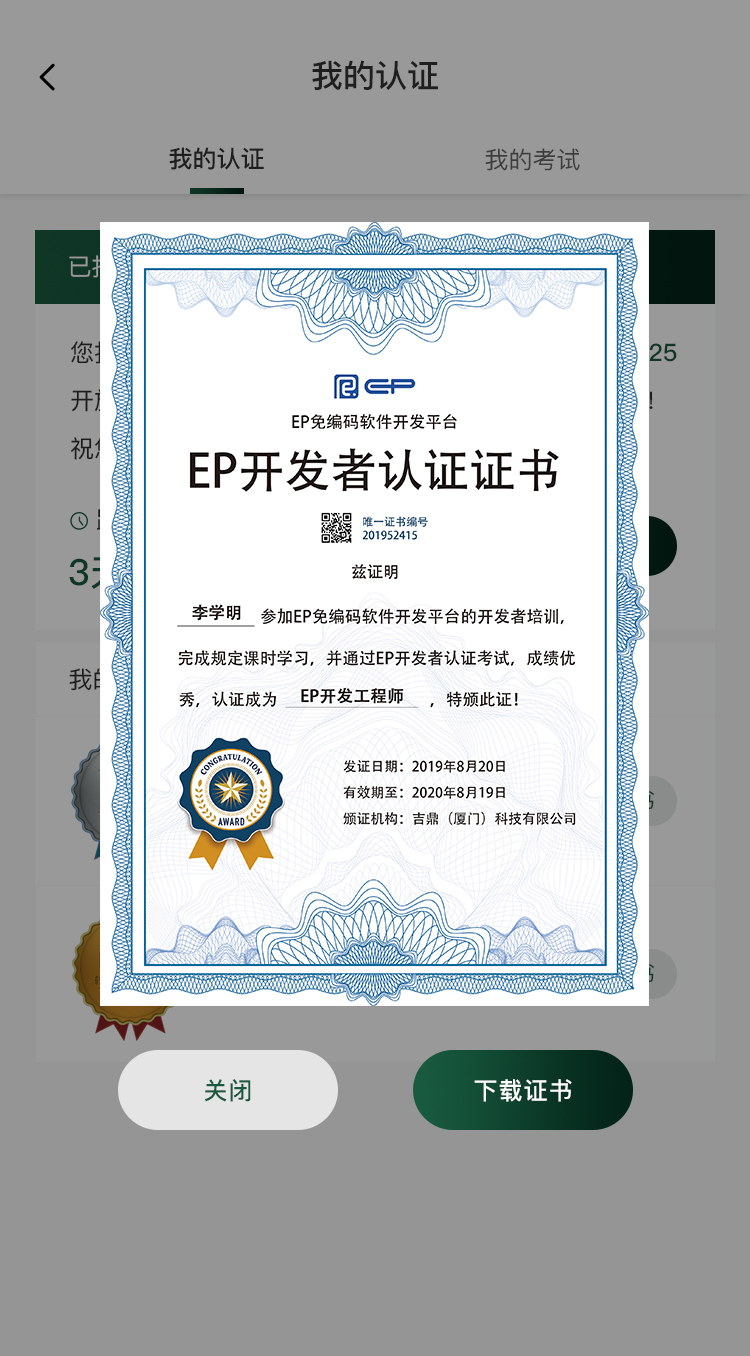 我的认证
我的认证
我的考试
已
您
25
开
!
祝
3天
我的
EP
EP免编码软件开发平台
EP开发者认证证书
唯一证书编号
201952415
兹证明
李学明 参加EP免编码软件开发平台的开发者培训,
完成规定课时学习,并通过EP开发者认证考试,成绩优
秀,认证成为 EP开发工程师 ,特颁此证!
CONGRATULATION
AWARD
发证日期:2019年8月20日
有效期至:2020年8月19日
颁证机构:吉鼎(厦门)科技有限公司
书
书
关闭
下载证书